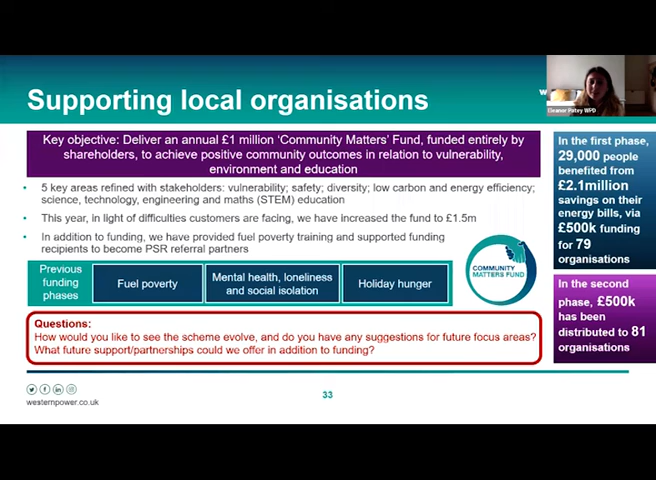 Supporting local organisations
W
Eleanor Patey WPD
Key objective: Deliver an annual £1 million 'Community Matters' Fund, funded entirely by
shareholders, to achieve positive community outcomes in relation to vulnerability,
environment and education
• 5 key areas refined with stakeholders: vulnerability; safety; diversity; low carbon and energy efficiency;
science, technology, engineering and maths (STEM) education
• This year, in light of difficulties customers are facing, we have increased the fund to £1.5m
• In addition to funding, we have provided fuel poverty training and supported funding
recipients to become PSR referral partners
Previous
funding
phases
Fuel poverty
Mental health, loneliness
and social isolation
Holiday hunger
COMMUNITY
MATTERS FUND
In the first phase,
29,000 people
benefited from
£2.1million
savings on their
energy bills, via
£500k funding
for 79
organisations
In the second
phase, £500k
has been
distributed to 81
organisations
Questions:
How would you like to see the scheme evolve, and do you have any suggestions for future focus areas?
What future support/partnerships could we offer in addition to funding?
westernpower.co.uk
33